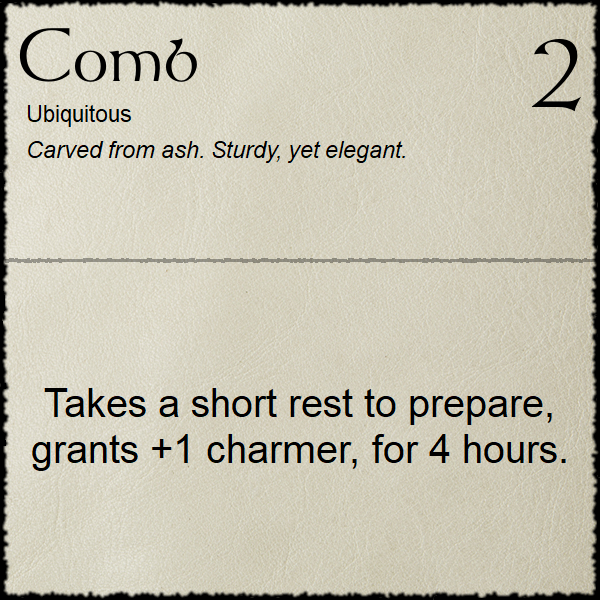 Comb
2
Ubiquitous
Carved from ash. Sturdy, yet elegant.
Takes a short rest to prepare,
grants +1 charmer, for 4 hours.